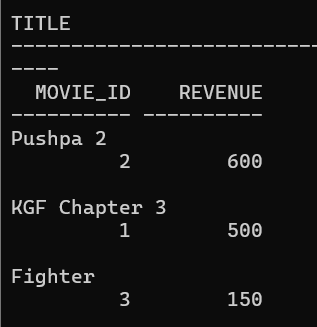 TITLE
--------------------------
----
  MOVIE_ID    REVENUE
---------- ----------
Pushpa 2
         2        600

KGF Chapter 3
         1        500

Fighter
         3        150